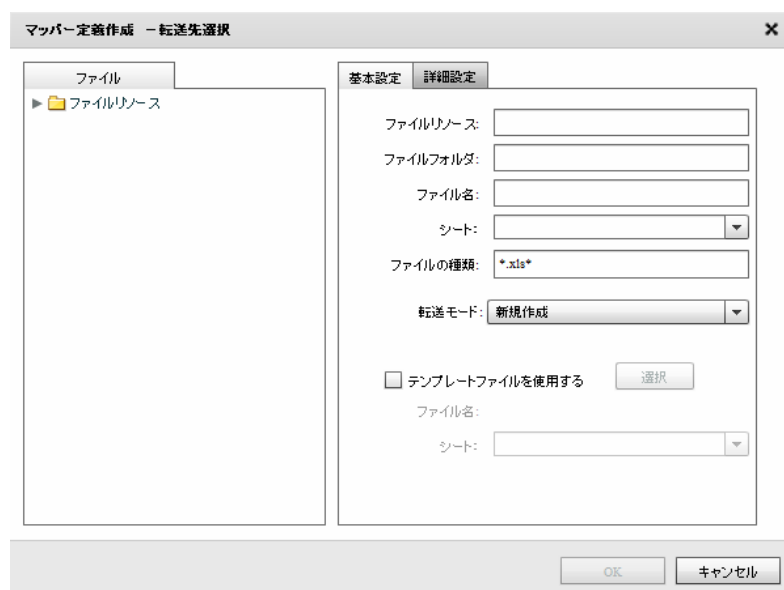 マッパー定義作成 －転送先選択
ファイル
ファイルリソース
基本設定
詳細設定
ファイルリソース:
ファイルフォルダ:
ファイル名:
シート:
ファイルの種類:
*.xls*
転送モード:
新規作成
テンプレートファイルを使用する
選択
ファイル名:
シート:
OK
キャンセル